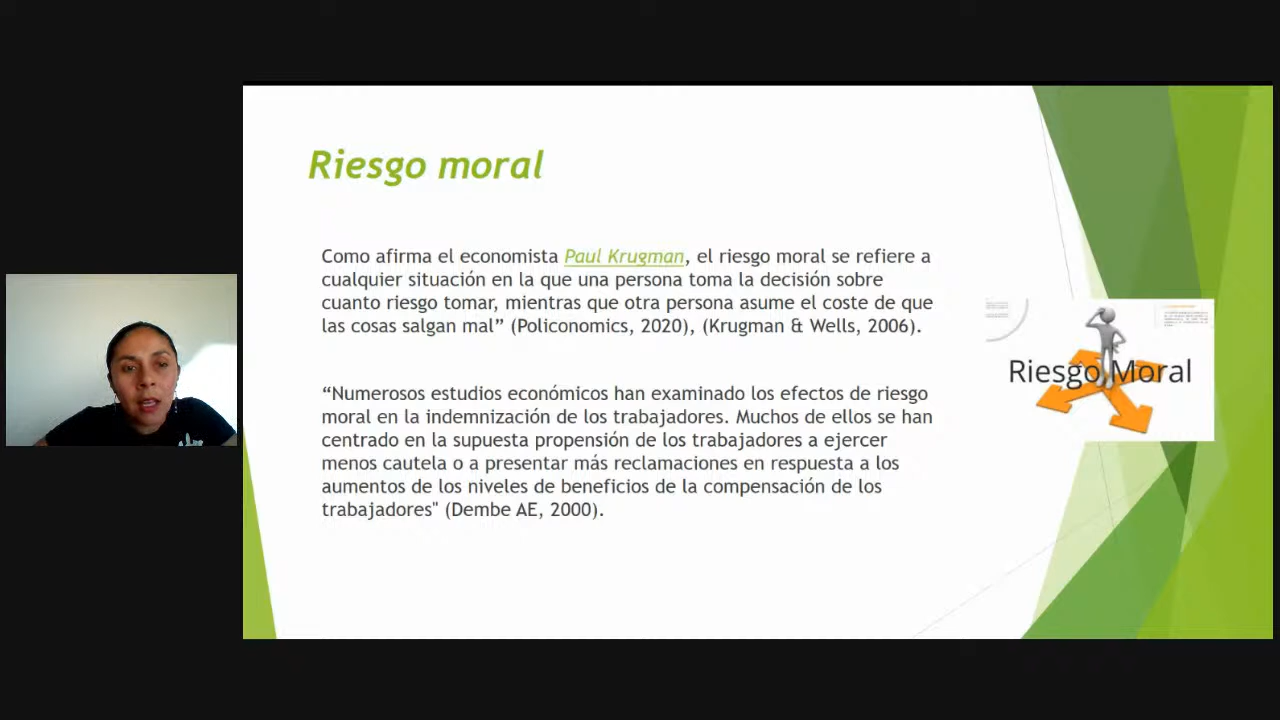 Riesgo moral
Como afirma el economista Paul Krugman, el riesgo moral se refiere a
cualquier situación en la que una persona toma la decisión sobre
cuanto riesgo tomar, mientras que otra persona asume el coste de que
las cosas salgan mal” (Policonomics, 2020), (Krugman & Wells, 2006).
“Numerosos estudios económicos han examinado los efectos de riesgo
moral en la indemnización de los trabajadores. Muchos de ellos se han
centrado en la supuesta propensión de los trabajadores a ejercer
menos cautela o a presentar más reclamaciones en respuesta a los
aumentos de los niveles de beneficios de la compensación de los
trabajadores" (Dembe AE, 2000).
Riesgo Moral